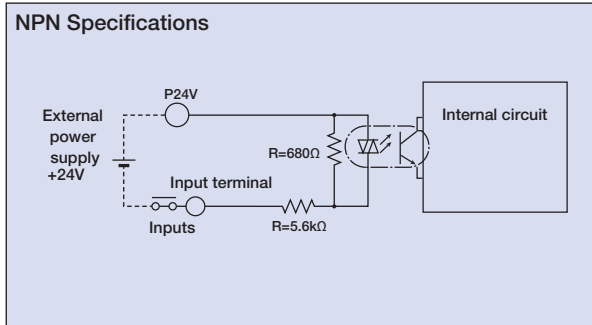 NPN Specifications
P24V
External
power
supply
+24V
Internal circuit
R=680Ω
Input terminal
Inputs
R=5.6kΩ